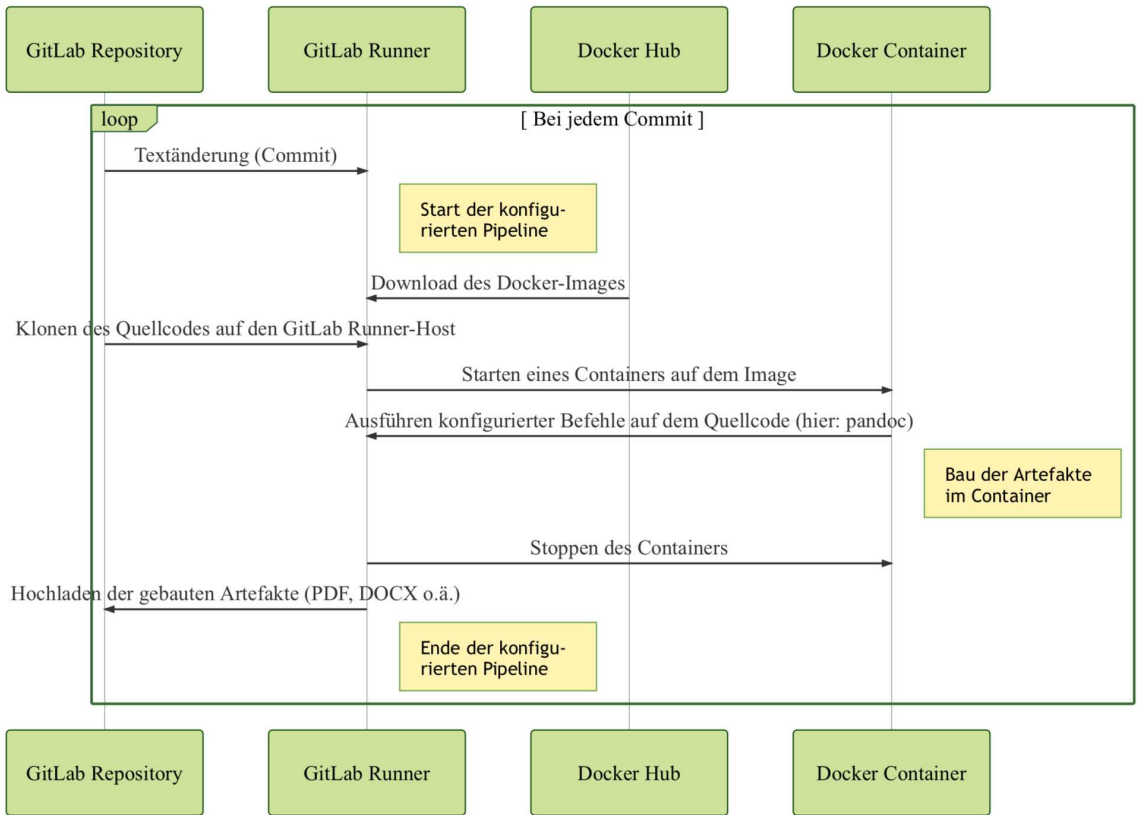 GitLab Repository
GitLab Runner
Docker Hub
Docker Container
loop
[ Bei jedem Commit ]
Textänderung (Commit)
Start der konfigu-
rierten Pipeline
Download des Docker-Images
Klonen des Quellcodes auf den GitLab Runner-Host
Starten eines Containers auf dem Image
Ausführen konfigurierter Befehle auf dem Quellcode (hier: pandoc)
Bau der Artefakte
im Container
Stoppen des Containers
Hochladen der gebauten Artefakte (PDF, DOCX o.ä.)
Ende der konfigu-
rierten Pipeline
GitLab Repository
GitLab Runner
Docker Hub
Docker Container